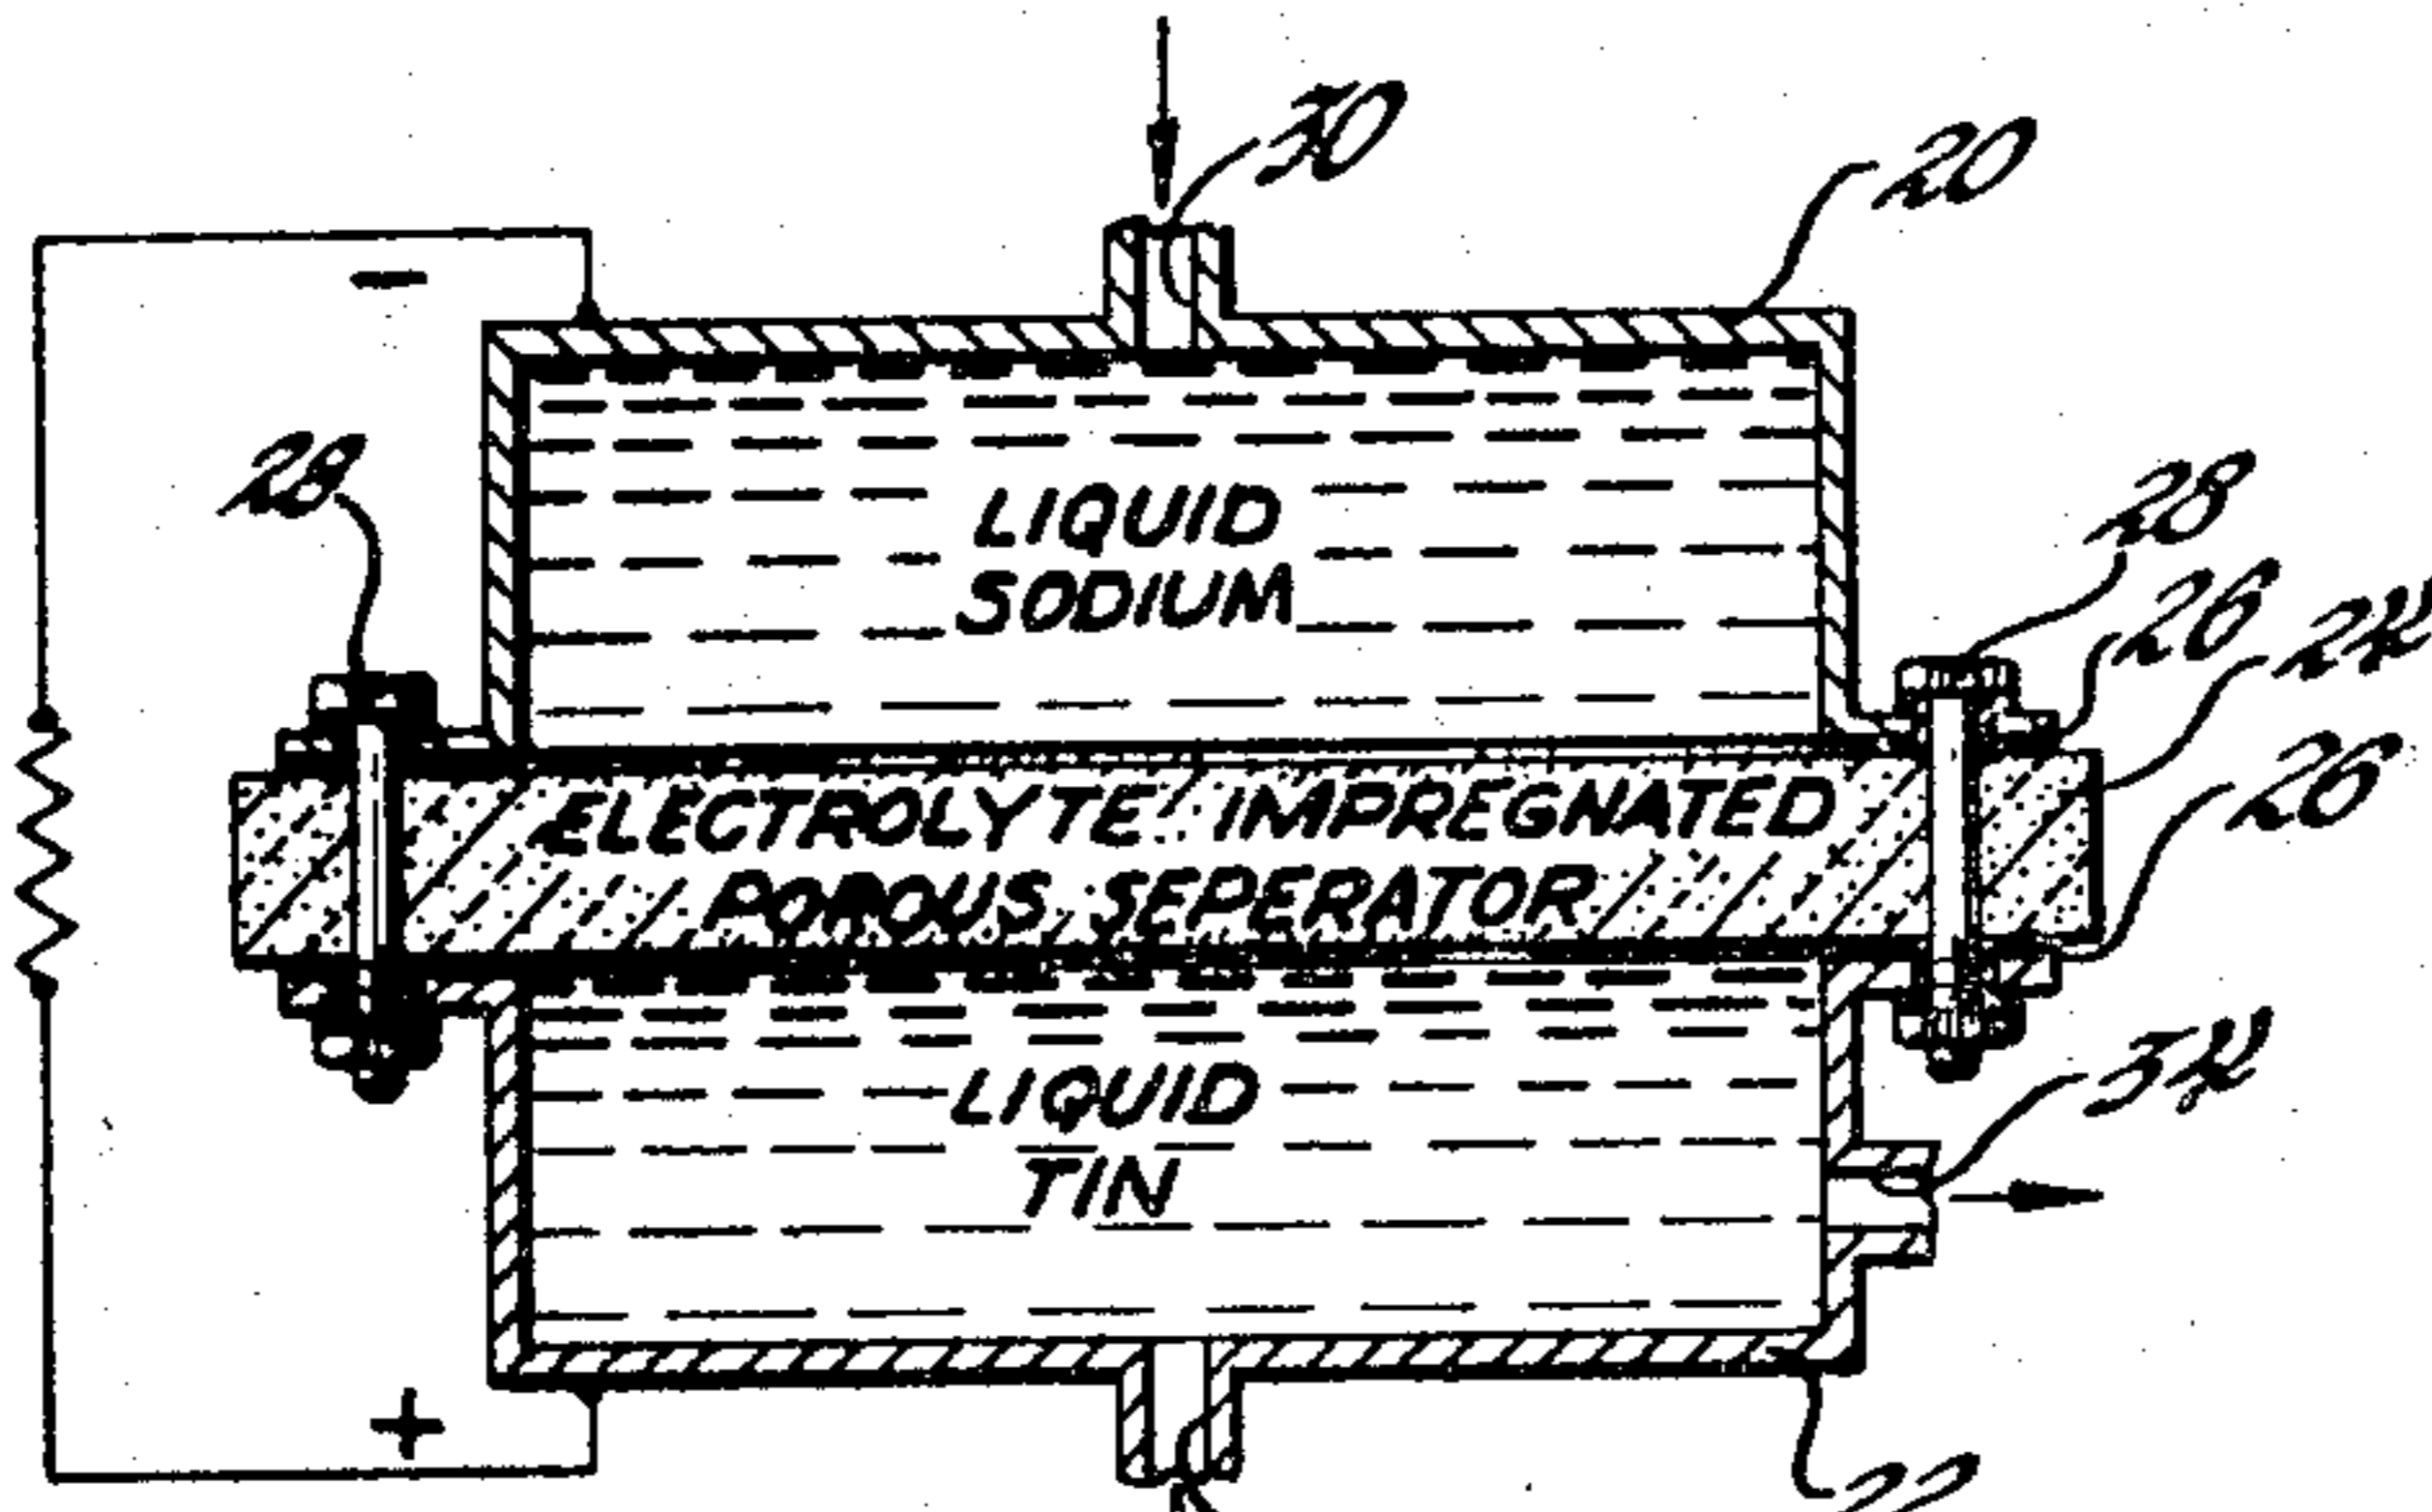 30
20
-
28
LIQUID
SODIUM
28
26
24
ELECTROLYTE IMPREGNATED
POROUS SEPERATOR
26
LIQUID
TIN
34
+
22